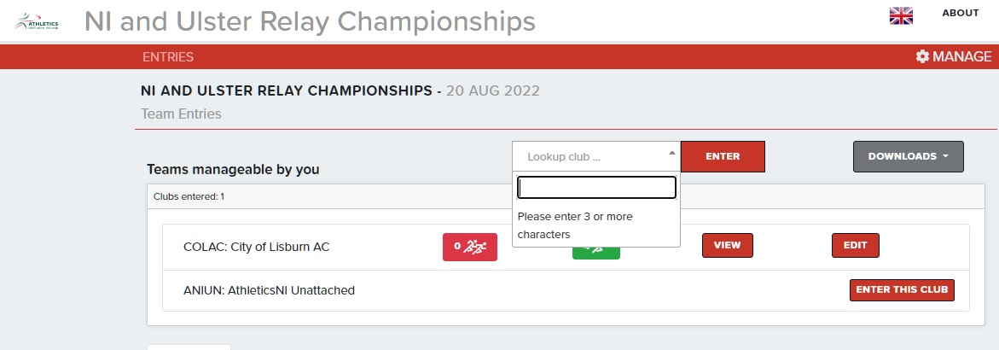 ATHLETICS
NORTHERN IRELAND
NI and Ulster Relay Championships
ABOUT
ENTRIES
MANAGE
NI AND ULSTER RELAY CHAMPIONSHIPS - 20 AUG 2022
Team Entries
Lookup club ...
ENTER
DOWNLOADS
Teams manageable by you
Clubs entered: 1
Please enter 3 or more
characters
COLAC: City of Lisburn AC
0
VIEW
EDIT
ANIUN: AthleticsNI Unattached
ENTER THIS CLUB